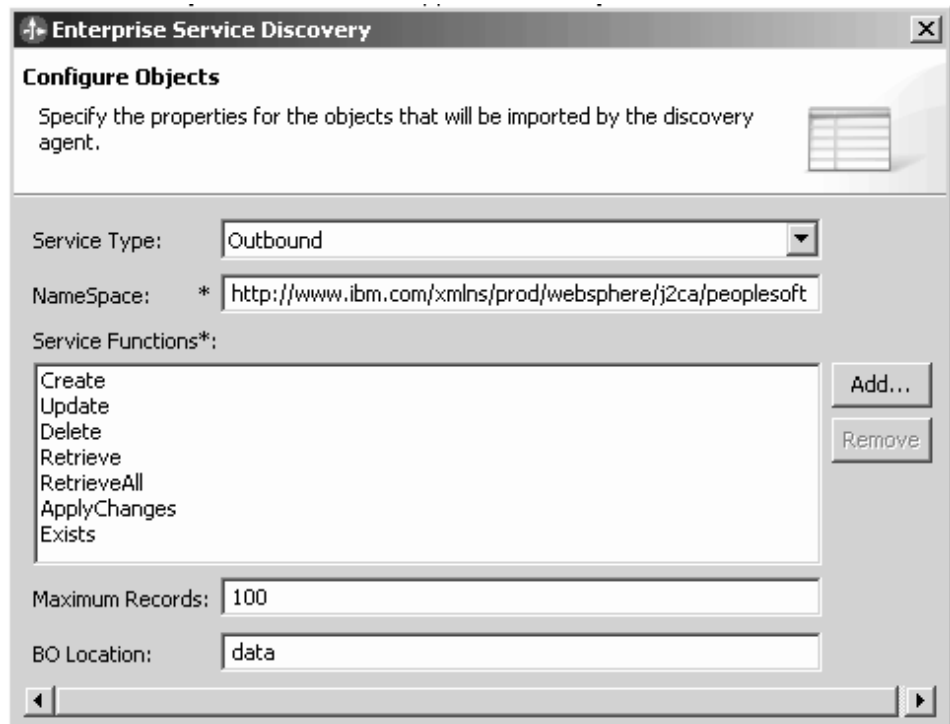 Enterprise Service Discovery
Configure Objects
Specify the properties for the objects that will be imported by the discovery
agent.
Service Type: Outbound
NameSpace: * http://www.ibm.com/xmlns/prod/websphere/j2ca/peoplesoft
Service Functions*:
Create
Update
Delete
Retrieve
RetrieveAll
ApplyChanges
Exists
Add...
Remove
Maximum Records: 100
BO Location: data